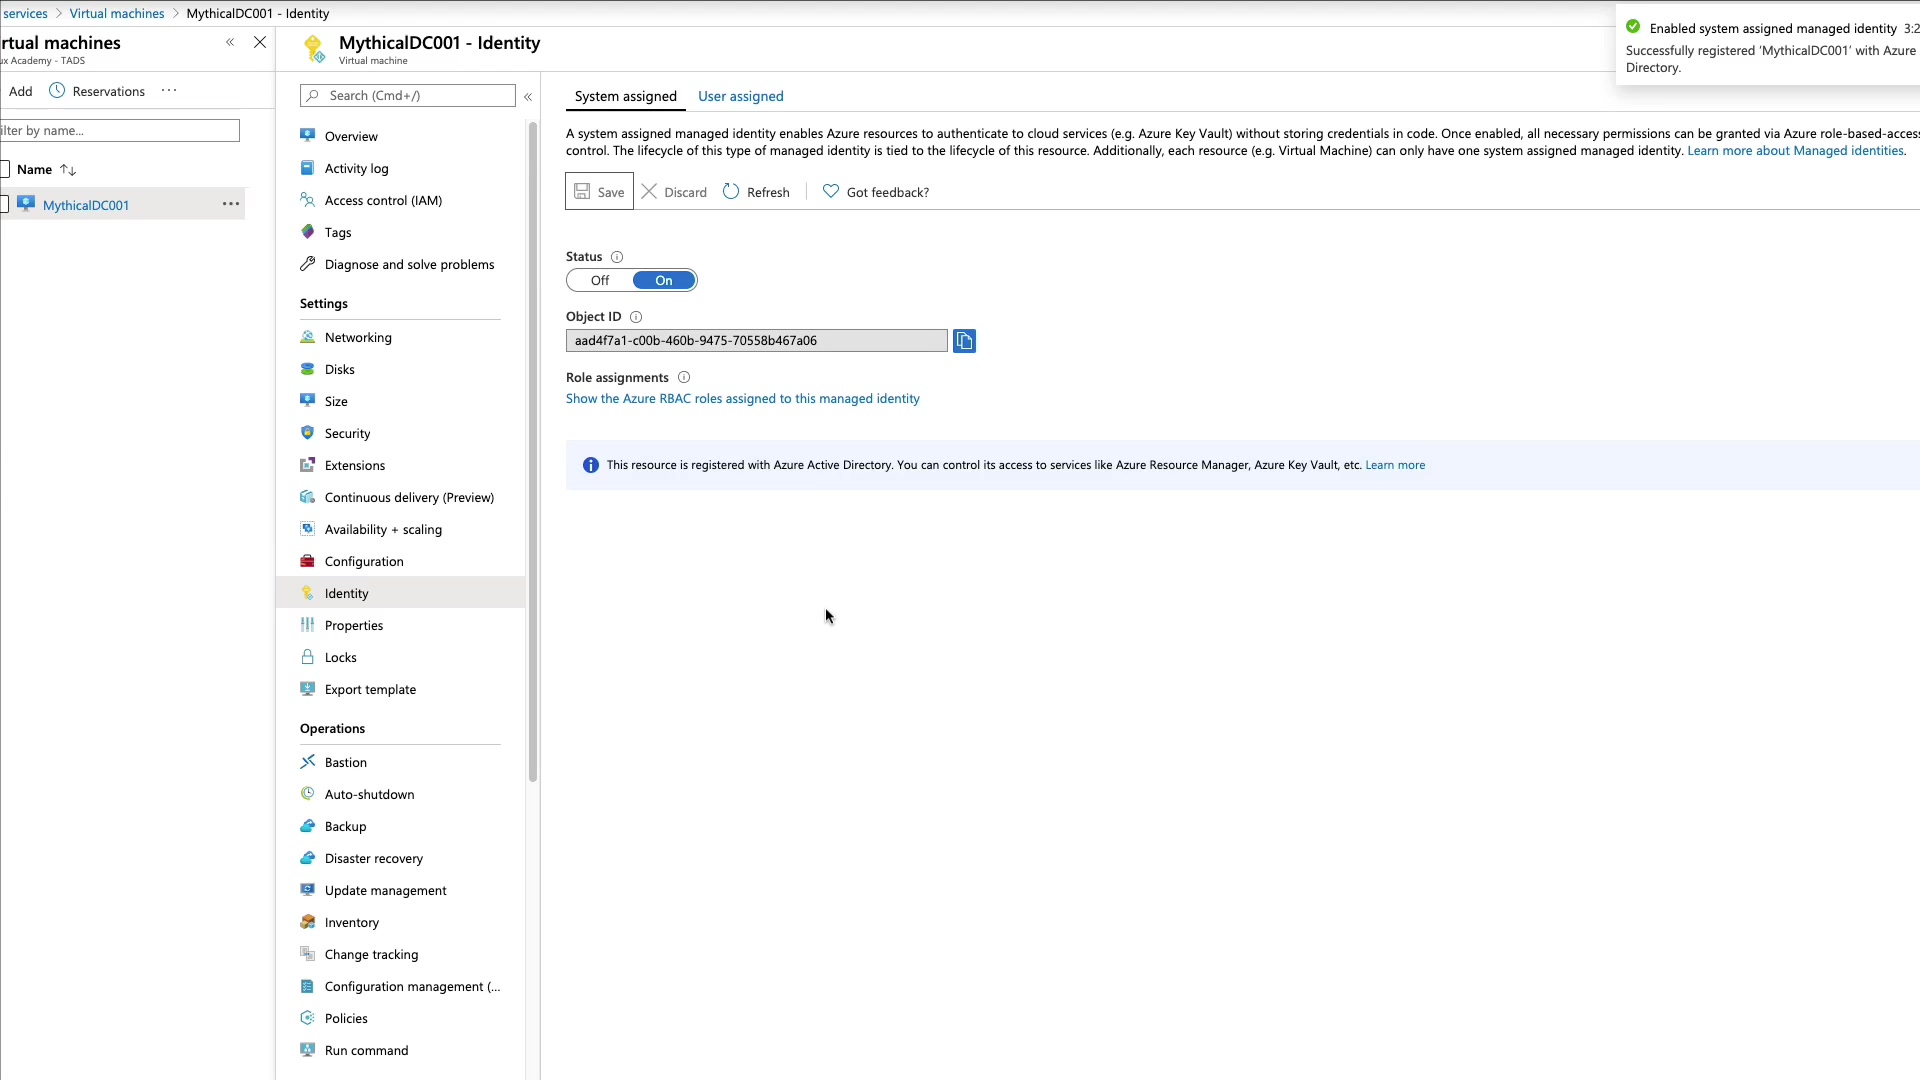 services > Virtual machines > MythicalDC001 - Identity
rtual machines
ux Academy - TADS
Add
Reservations
ilter by name...
Name
MythicalDC001
MythicalDC001 - Identity
Virtual machine
Search (Cmd+/)
Overview
Activity log
Access control (IAM)
Tags
Diagnose and solve problems
Settings
Networking
Disks
Size
Security
Extensions
Continuous delivery (Preview)
Availability + scaling
Configuration
Identity
Properties
Locks
Export template
Operations
Bastion
Auto-shutdown
Backup
Disaster recovery
Update management
Inventory
Change tracking
Configuration management (...
Policies
Run command
System assigned
User assigned
A system assigned managed identity enables Azure resources to authenticate to cloud services (e.g. Azure Key Vault) without storing credentials in code. Once enabled, all necessary permissions can be granted via Azure role-based-access
control. The lifecycle of this type of managed identity is tied to the lifecycle of this resource. Additionally, each resource (e.g. Virtual Machine) can only have one system assigned managed identity. Learn more about Managed identities.
Save
Discard
Refresh
Got feedback?
Status
Off
On
Object ID
aad4f7a1-c00b-460b-9475-70558b467a06
Role assignments
Show the Azure RBAC roles assigned to this managed identity
This resource is registered with Azure Active Directory. You can control its access to services like Azure Resource Manager, Azure Key Vault, etc. Learn more
Enabled system assigned managed identity 3:2
Successfully registered 'MythicalDC001' with Azure
Directory.